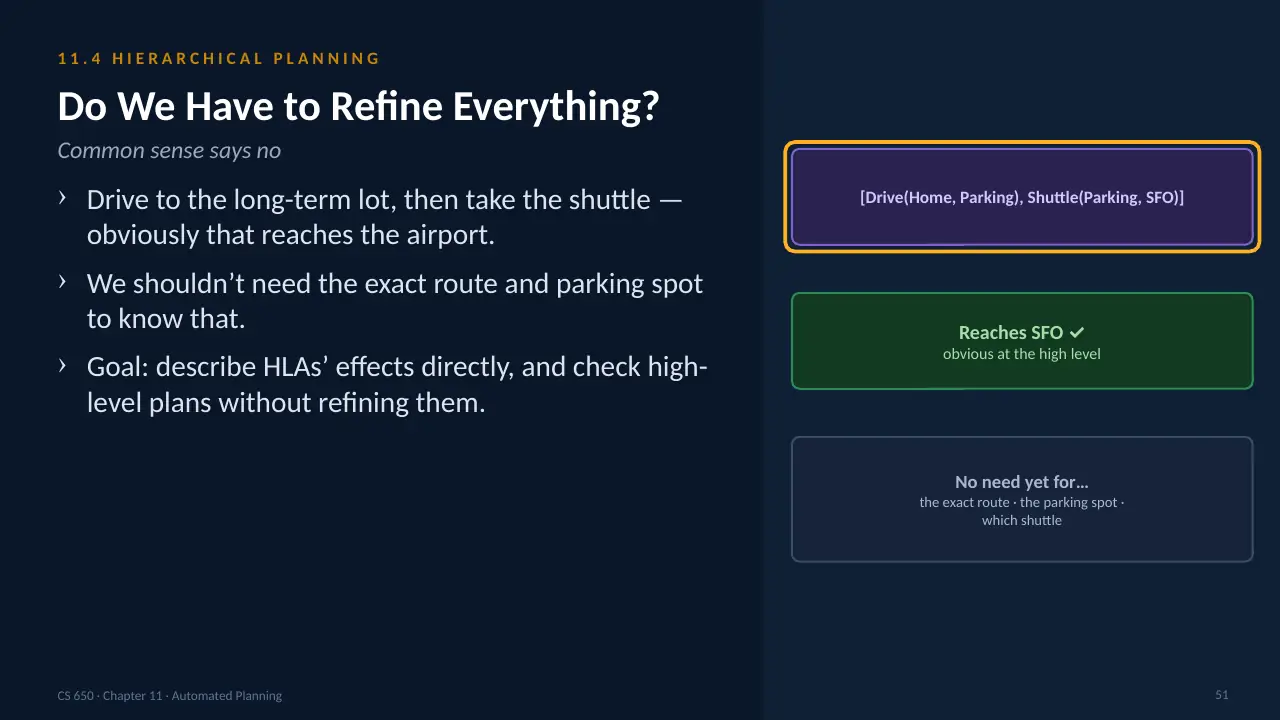 11.4 HIERARCHICAL PLANNING
Do We Have to Refine Everything?
Common sense says no
› Drive to the long-term lot, then take the shuttle —
obviously that reaches the airport.
› We shouldn’t need the exact route and parking spot
to know that.
› Goal: describe HLAs’ effects directly, and check high-
level plans without refining them.
[Drive(Home, Parking), Shuttle(Parking, SFO)]
Reaches SFO ✓
obvious at the high level
No need yet for…
the exact route · the parking spot ·
which shuttle
CS 650 · Chapter 11 · Automated Planning
51